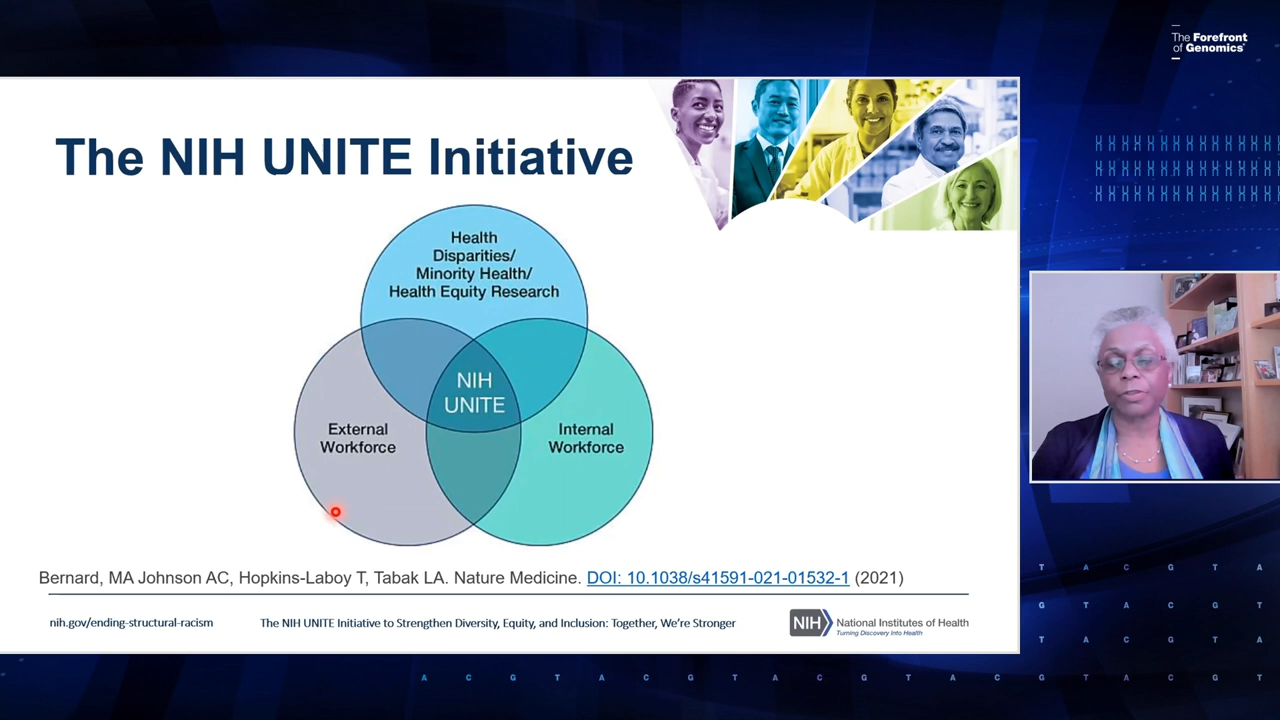 The Forefront
of Genomics®
The NIH UNITE Initiative
Health
Disparities/
Minority Health/
Health Equity Research
NIH
UNITE
External
Workforce
Internal
Workforce
Bernard, MA Johnson AC, Hopkins-Laboy T, Tabak LA. Nature Medicine. DOI: 10.1038/s41591-021-01532-1 (2021)
nih.gov/ending-structural-racism
The NIH UNITE Initiative to Strengthen Diversity, Equity, and Inclusion: Together, We’re Stronger
NIH
National Institutes of Health
Turning Discovery Into Health
T A C G T A
G T A C G T
T A C G T A
A C G T A C G T A C G T A C G T A C G T A C G T